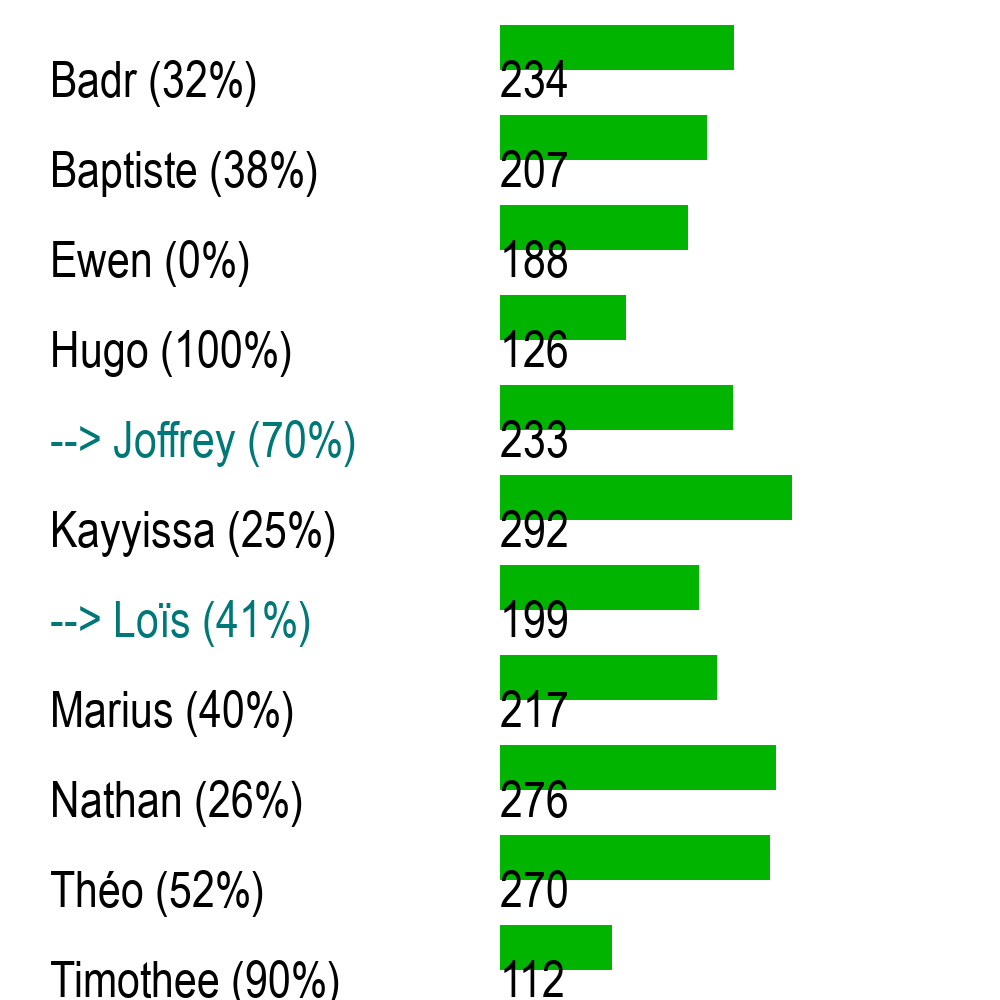 Badr (32%) 234
Baptiste (38%) 207
Ewen (0%) 188
Hugo (100%) 126
--> Joffrey (70%) 233
Kayyissa (25%) 292
--> Loïs (41%) 199
Marius (40%) 217
Nathan (26%) 276
Théo (52%) 270
Timothee (90%) 112